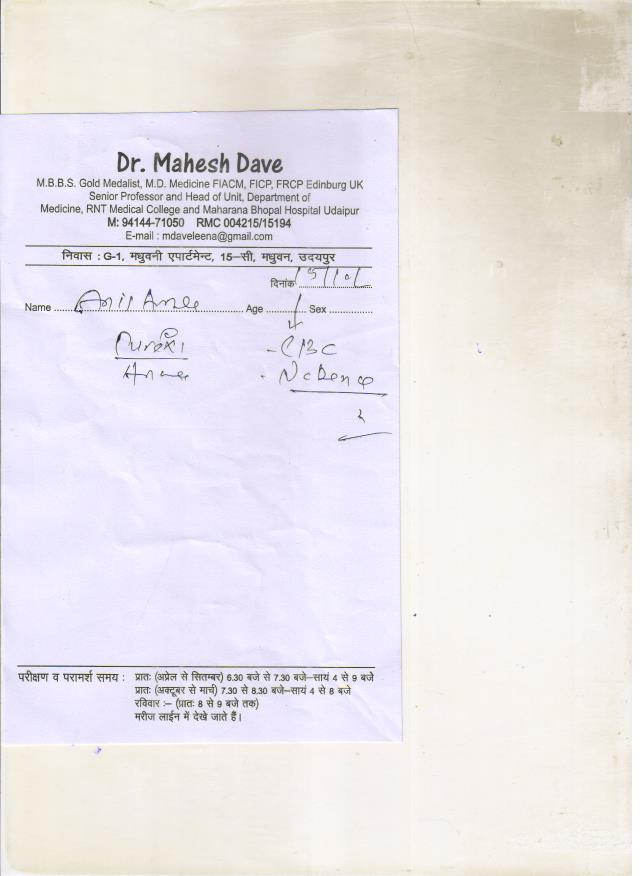 Dr. Mahesh Dave
M.B.B.S. Gold Medalist, M.D. Medicine FIACM, FICP, FRCP Edinburg UK
Senior Professor and Head of Unit, Department of
Medicine, RNT Medical College and Maharana Bhopal Hospital Udaipur
M: 94144-71050 RMC 004215/15194
E-mail : mdaveleena@gmail.com
निवास : G-1, मधुवनी एपार्टमेन्ट, 15-सी, मधुवन, उदयपुर
दिनांक
Name Age Sex
- CBC
परीक्षण व परामर्श समय : प्रातः (अप्रेल से सितम्बर) 6.30 बजे से 7.30 बजे-सायं 4 से 9 बजे
प्रातः (अक्टूबर से मार्च) 7.30 से 8.30 बजे-सायं 4 से 8 बजे
रविवार :- (प्रातः 8 से 9 बजे तक)
मरीज लाईन में देखे जाते हैं।